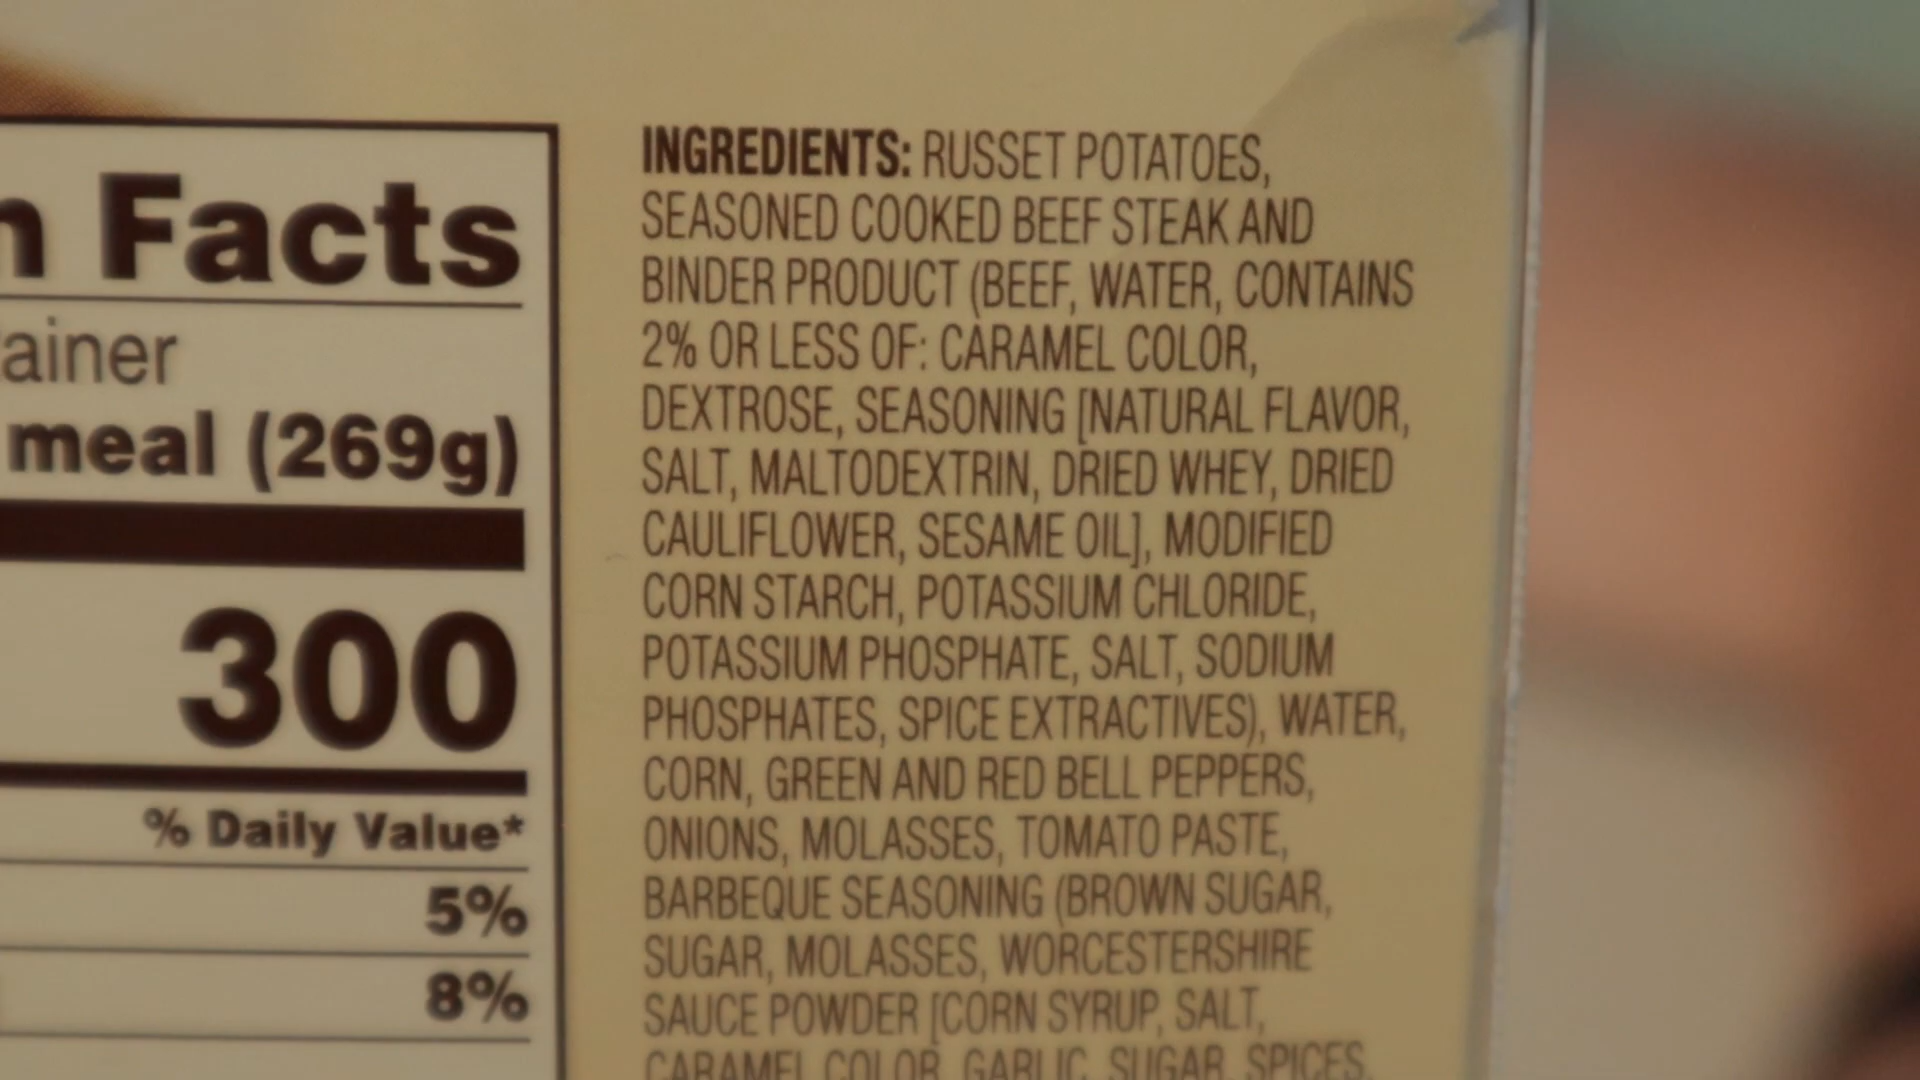 n Facts
ainer
meal (269g)
300
% Daily Value*
5%
8%
INGREDIENTS: RUSSET POTATOES,
SEASONED COOKED BEEF STEAK AND
BINDER PRODUCT (BEEF, WATER, CONTAINS
2% OR LESS OF: CARAMEL COLOR,
DEXTROSE, SEASONING [NATURAL FLAVOR,
SALT, MALTODEXTRIN, DRIED WHEY, DRIED
CAULIFLOWER, SESAME OIL], MODIFIED
CORN STARCH, POTASSIUM CHLORIDE,
POTASSIUM PHOSPHATE, SALT, SODIUM
PHOSPHATES, SPICE EXTRACTIVES), WATER,
CORN, GREEN AND RED BELL PEPPERS,
ONIONS, MOLASSES, TOMATO PASTE,
BARBEQUE SEASONING (BROWN SUGAR,
SUGAR, MOLASSES, WORCESTERSHIRE
SAUCE POWDER [CORN SYRUP, SALT,
CARAMEL COLOR, GARLIC, SUGAR, SPICES,